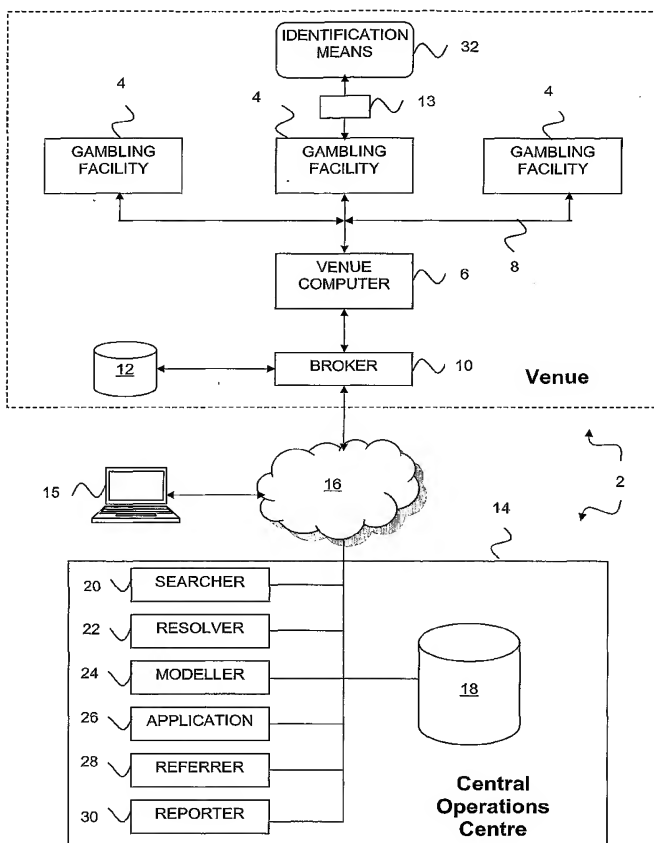 IDENTIFICATION
MEANS
32
13
4
4
4
GAMBLING
FACILITY
GAMBLING
FACILITY
GAMBLING
FACILITY
8
VENUE
COMPUTER
6
12
BROKER
10
Venue
15
16
2
14
20
SEARCHER
22
RESOLVER
24
MODELLER
18
26
APPLICATION
28
REFERRER
30
REPORTER
Central
Operations
Centre